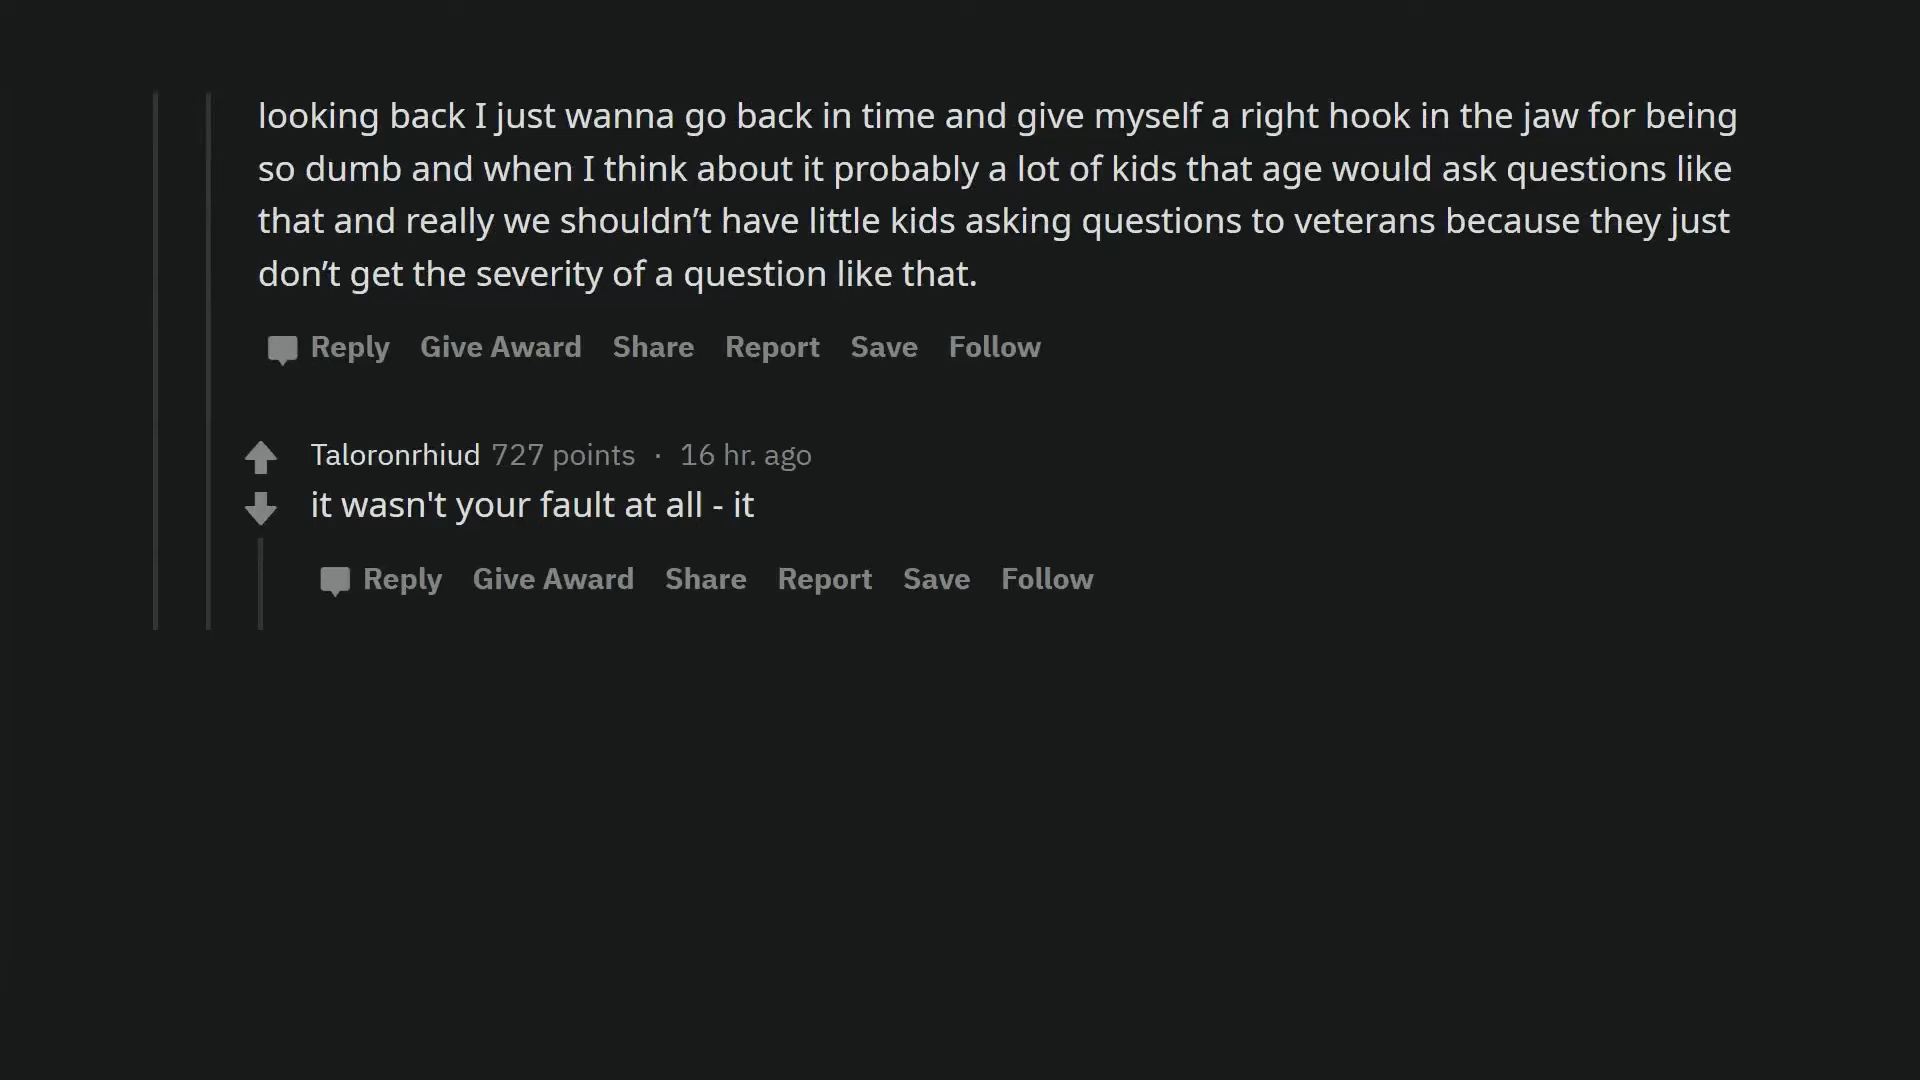 looking back I just wanna go back in time and give myself a right hook in the jaw for being
so dumb and when I think about it probably a lot of kids that age would ask questions like
that and really we shouldn’t have little kids asking questions to veterans because they just
don’t get the severity of a question like that.
Reply Give Award Share Report Save Follow
Taloronrhiud 727 points · 16 hr. ago
it wasn't your fault at all - it
Reply Give Award Share Report Save Follow